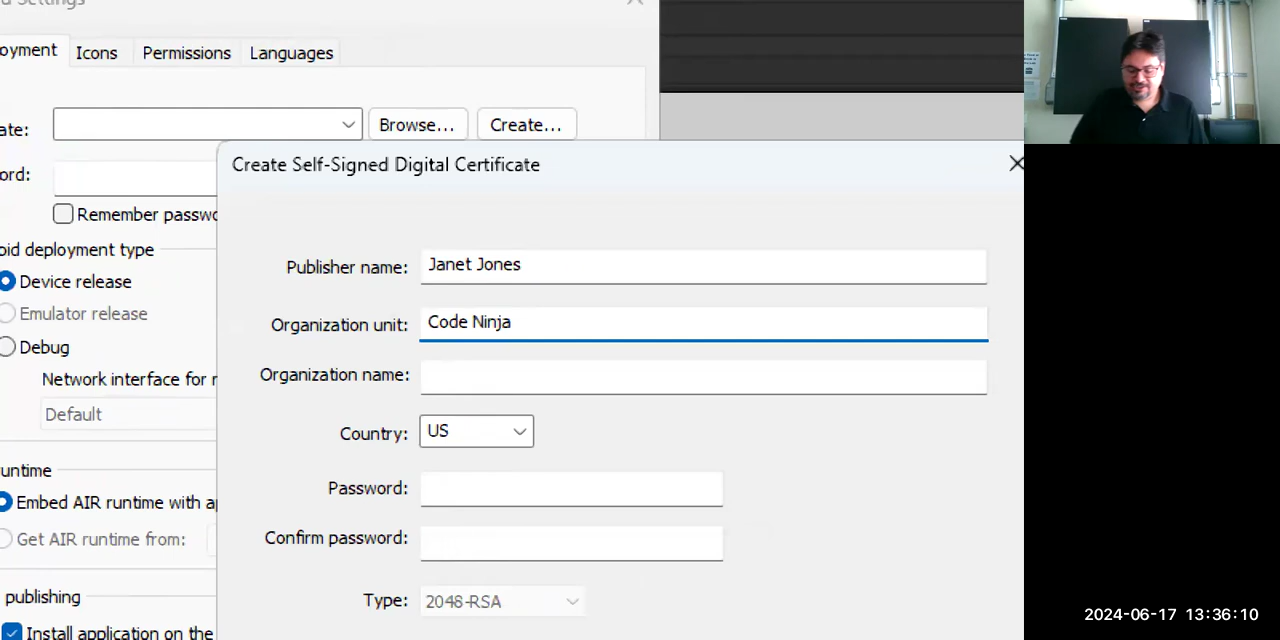 Settings
oyment Icons Permissions Languages
ate: Browse... Create...
Create Self-Signed Digital Certificate
ord:
Remember passwo
Publisher name: Janet Jones
oid deployment type
Device release
Organization unit: Code Ninja
Emulator release
Debug
Organization name:
Network interface for r
Default
Country: US
untime
Password:
Embed AIR runtime with ap
Get AIR runtime from:
Confirm password:
publishing
Type: 2048-RSA
Install application on the
2024-06-17 13:36:10